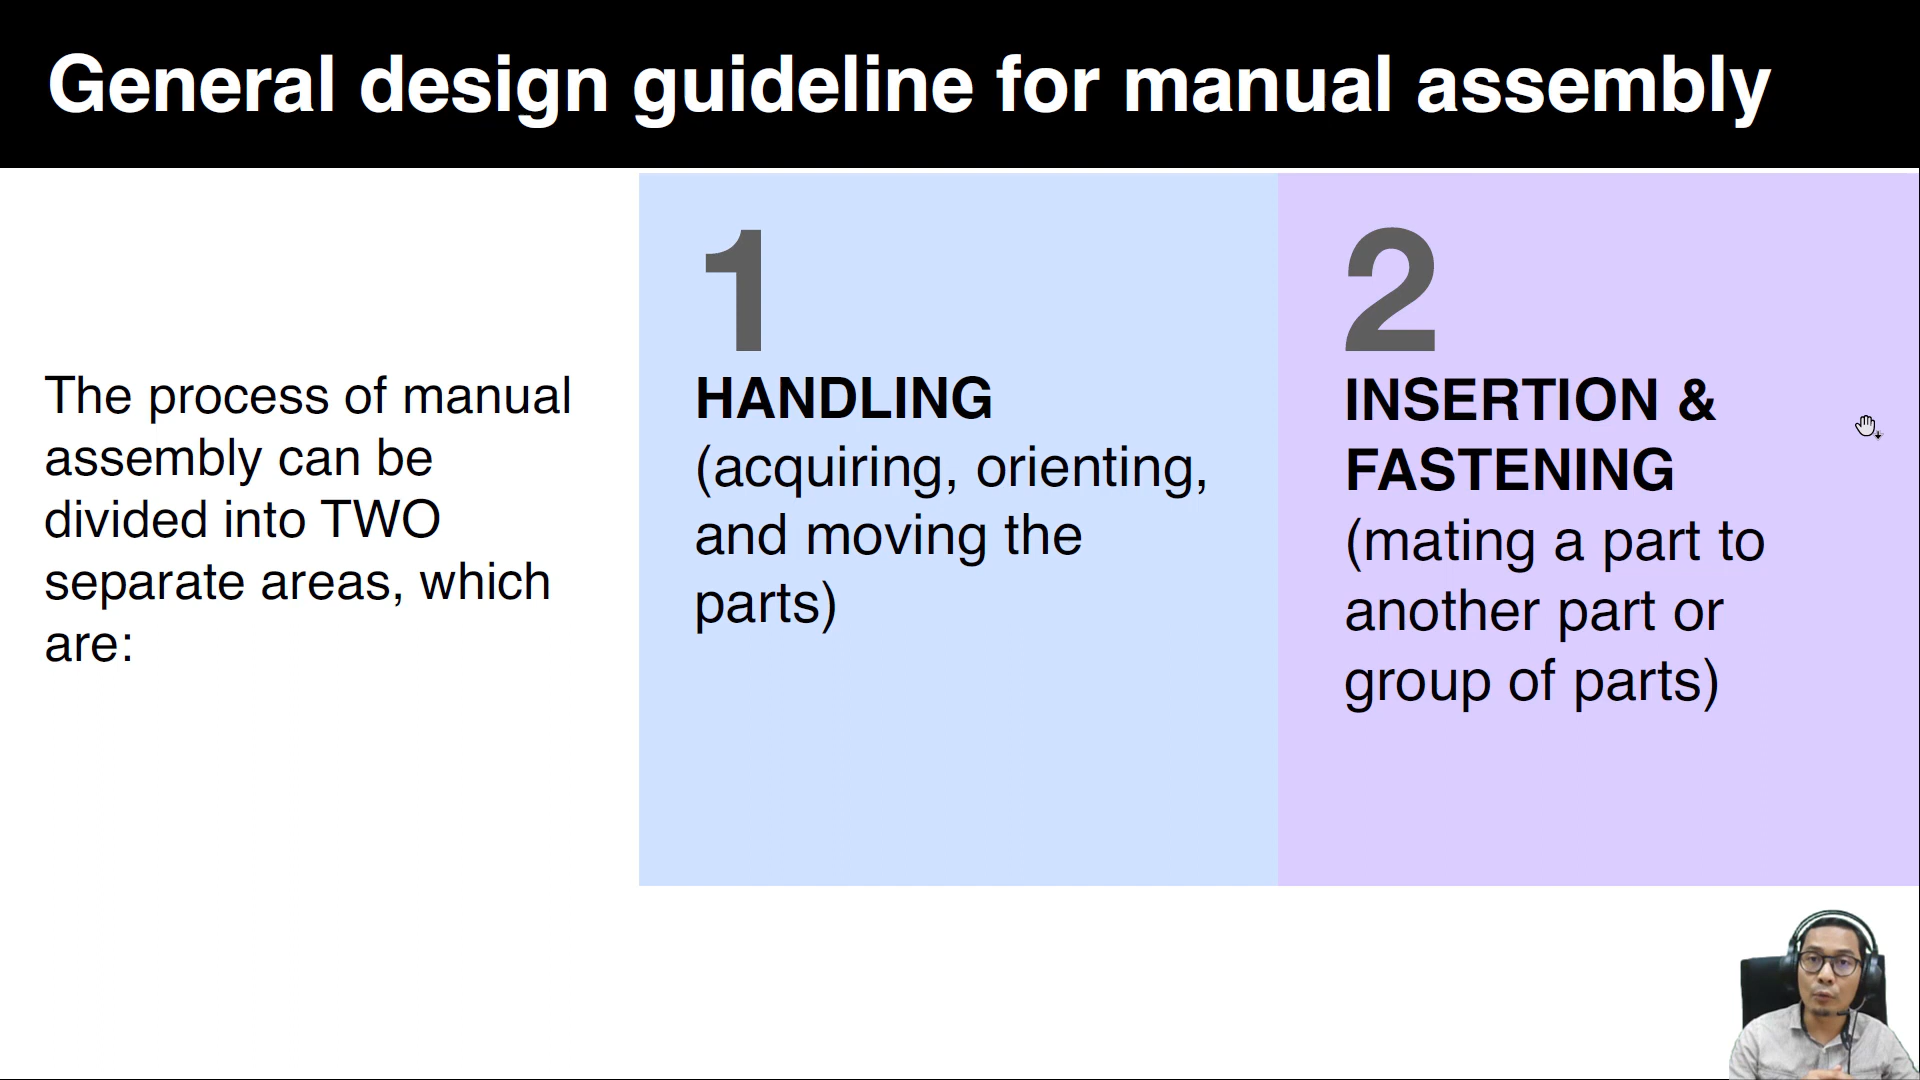 General design guideline for manual assembly
The process of manual
assembly can be
divided into TWO
separate areas, which
are:
1
HANDLING
(acquiring, orienting,
and moving the
parts)
2
INSERTION &
FASTENING
(mating a part to
another part or
group of parts)